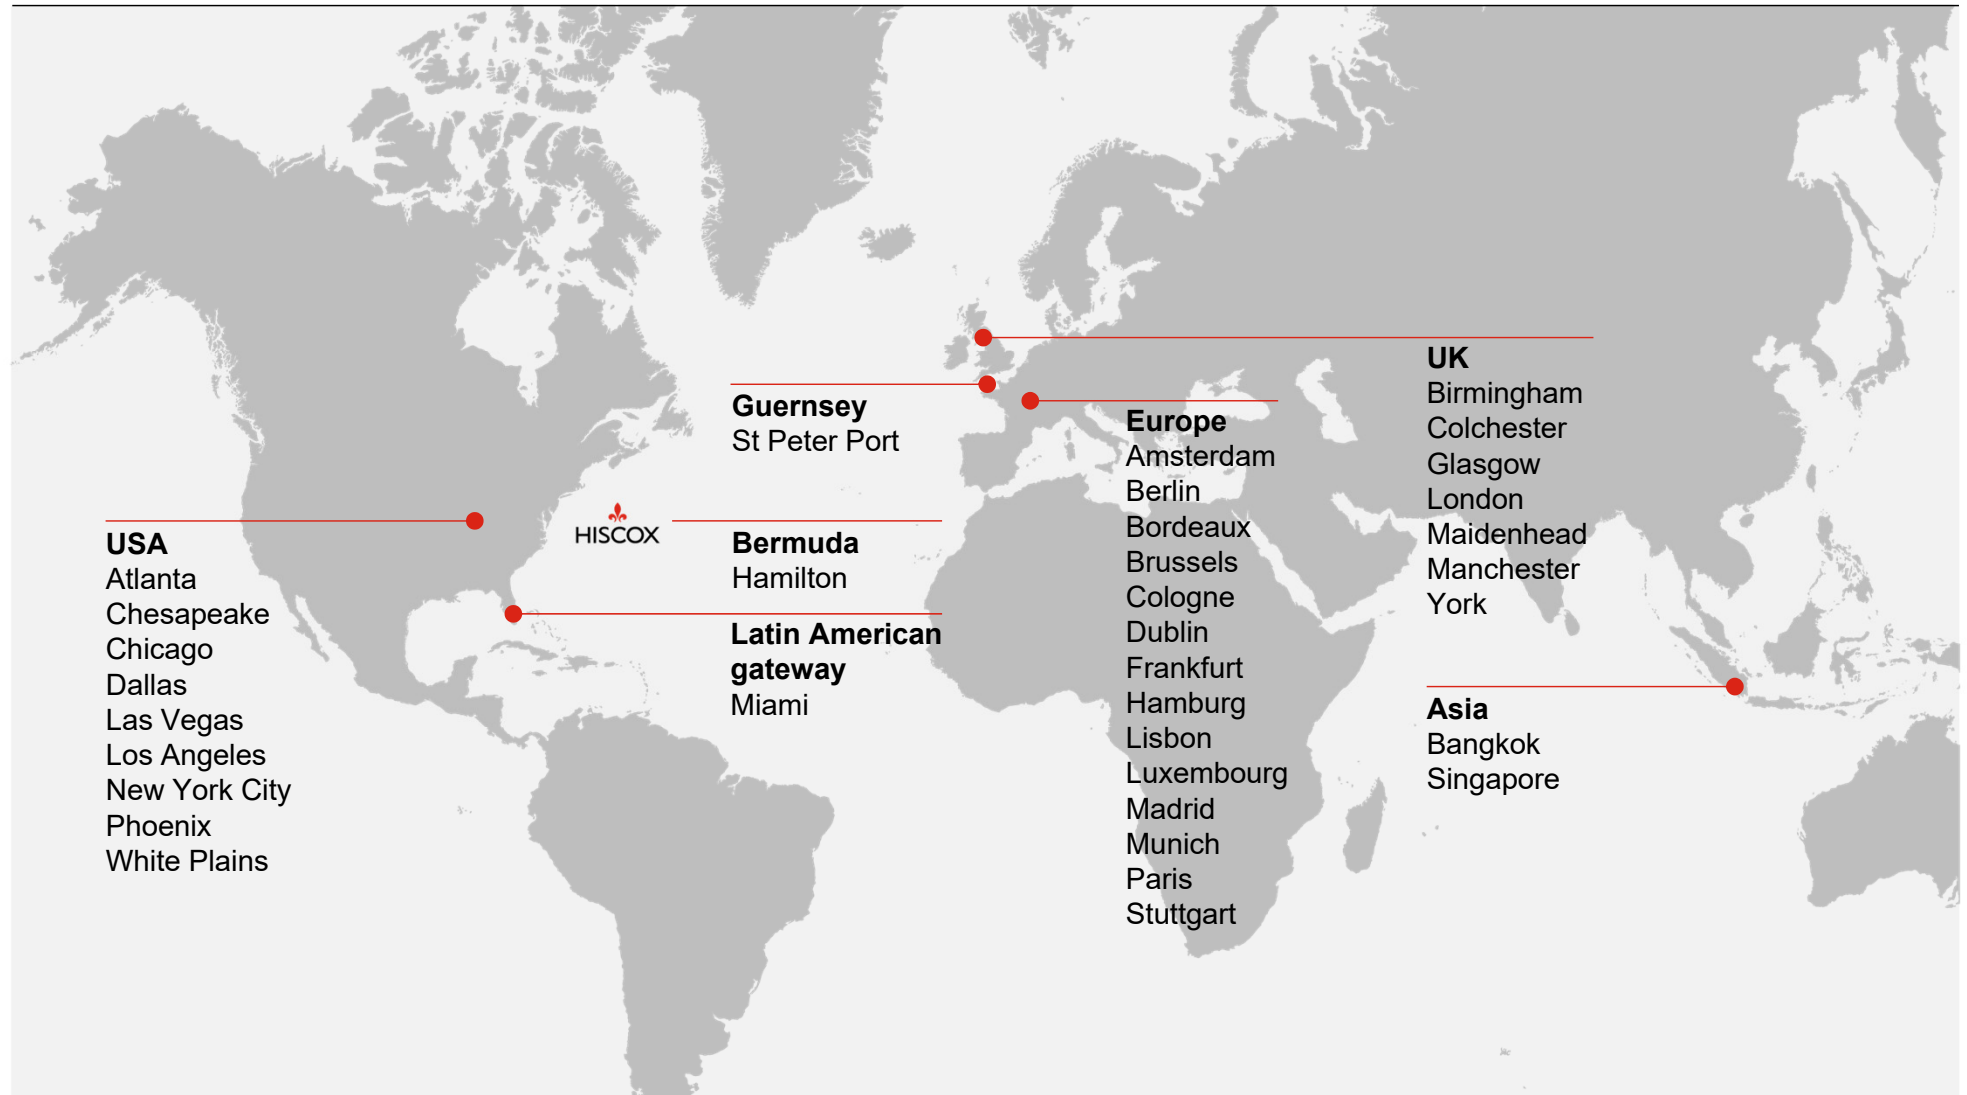 USA
Atlanta
Chesapeake
Chicago
Dallas
Las Vegas
Los Angeles
New York City
Phoenix
White Plains
HISCOX
Guernsey
St Peter Port
Bermuda
Hamilton
Latin American
gateway
Miami
Europe
Amsterdam
Berlin
Bordeaux
Brussels
Cologne
Dublin
Frankfurt
Hamburg
Lisbon
Luxembourg
Madrid
Munich
Paris
Stuttgart
UK
Birmingham
Colchester
Glasgow
London
Maidenhead
Manchester
York
Asia
Bangkok
Singapore